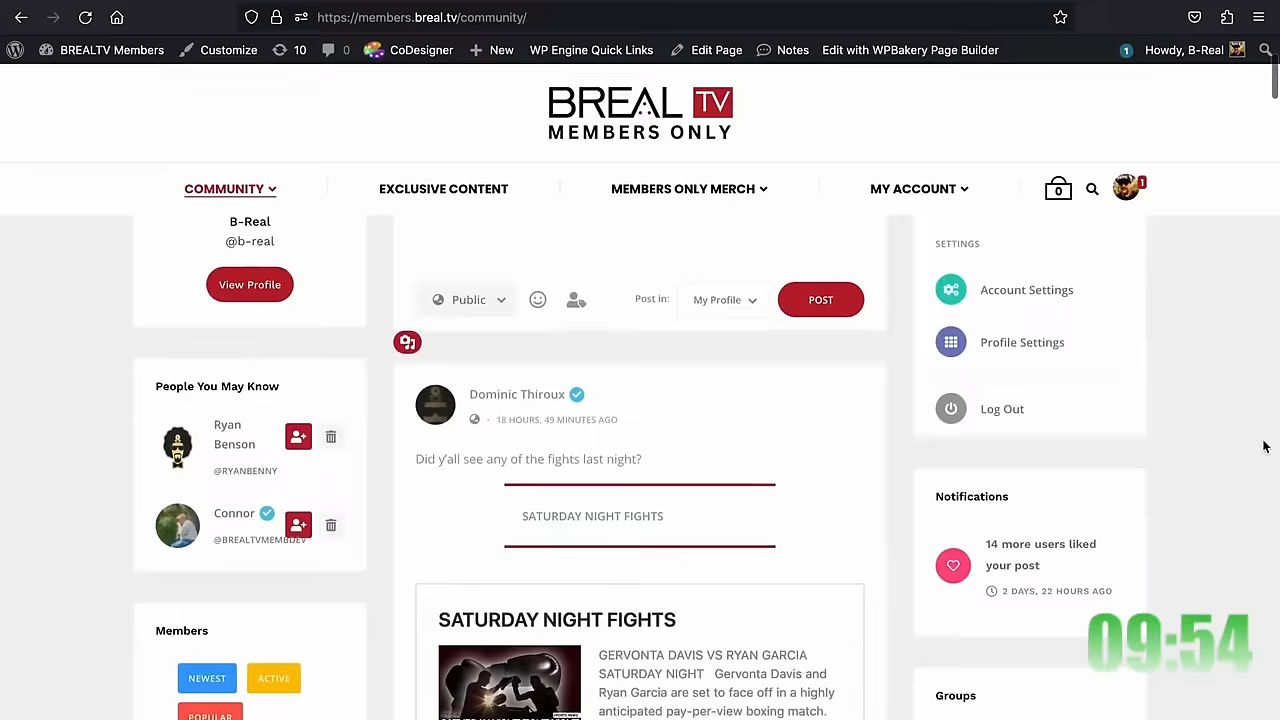 https://members.breal.tv/community/
BREALTV Members
Customize
10
0
CoDesigner
New
WP Engine Quick Links
Edit Page
Notes
Edit with WPBakery Page Builder
1
Howdy, B-Real
BREAL TV
MEMBERS ONLY
COMMUNITY
EXCLUSIVE CONTENT
MEMBERS ONLY MERCH
MY ACCOUNT
0
1
B-Real
@b-real
View Profile
People You May Know
Ryan
Benson
@RYANBENNY
Connor
@BREALTVMEMBDEV
Members
NEWEST
ACTIVE
POPULAR
Public
Post in:
My Profile
POST
Dominic Thiroux
18 HOURS, 49 MINUTES AGO
Did y'all see any of the fights last night?
SATURDAY NIGHT FIGHTS
SATURDAY NIGHT FIGHTS
GERVONTA DAVIS VS RYAN GARCIA
SATURDAY NIGHT Gervonta Davis and
Ryan Garcia are set to face off in a highly
anticipated pay-per-view boxing match.
SETTINGS
Account Settings
Profile Settings
Log Out
Notifications
14 more users liked
your post
2 DAYS, 22 HOURS AGO
09:54
Groups